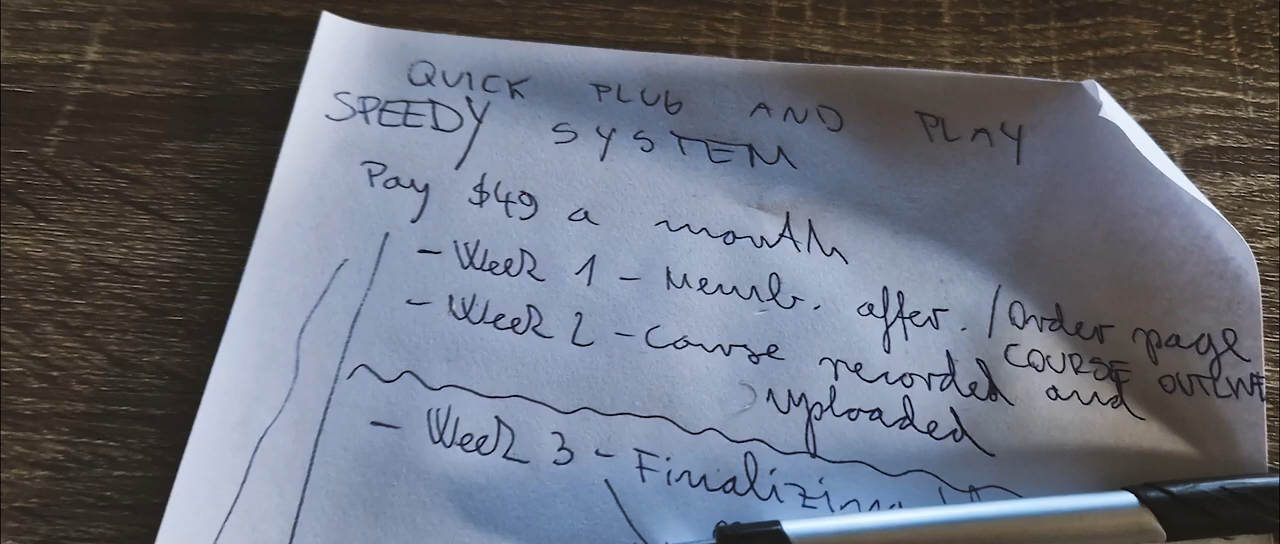 QUICK PLUG AND PLAY
SPEEDY SYSTEM
Pay $49 a month
- Week 1 - Memb. offer. / Order page
COURSE OUTLINE
- Week 2 - Course recorded and
uploaded
- Week 3 - Finalizing